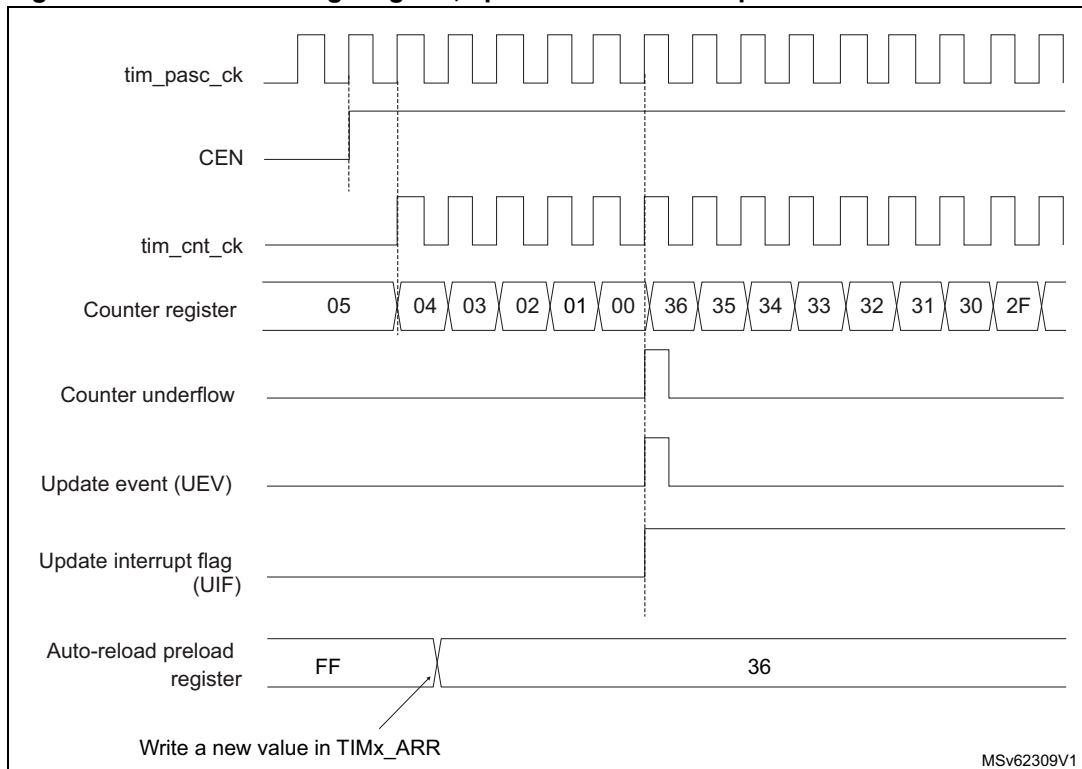 tim_pasc_ck
CEN
tim_cnt_ck
Counter register 05 04 03 02 01 00 36 35 34 33 32 31 30 2F
Counter underflow
Update event (UEV)
Update interrupt flag
(UIF)
Auto-reload preload
register
FF 36
Write a new value in TIMx_ARR
MSv62309V1